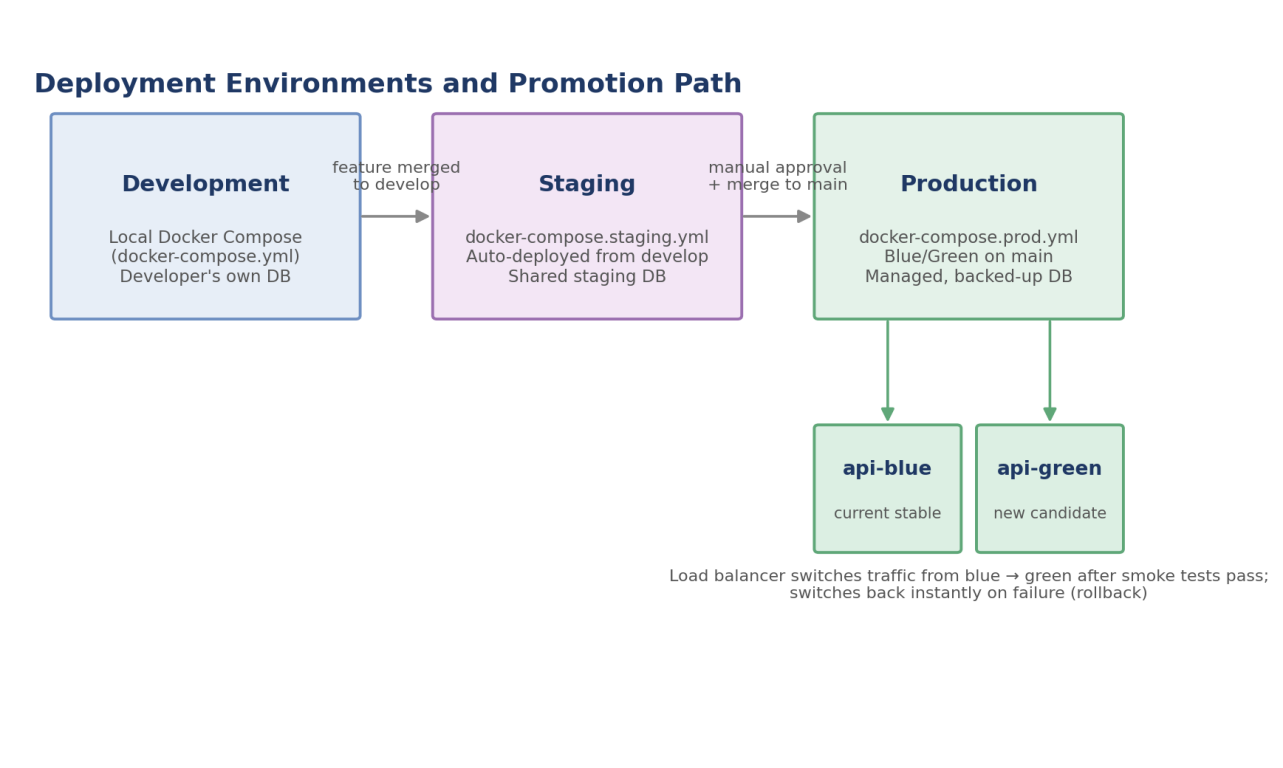 Deployment Environments and Promotion Path
Development
Local Docker Compose
(docker-compose.yml)
Developer's own DB
feature merged
to develop
Staging
docker-compose.staging.yml
Auto-deployed from develop
Shared staging DB
manual approval
+ merge to main
Production
docker-compose.prod.yml
Blue/Green on main
Managed, backed-up DB
api-blue
current stable
api-green
new candidate
Load balancer switches traffic from blue → green after smoke tests pass;
switches back instantly on failure (rollback)